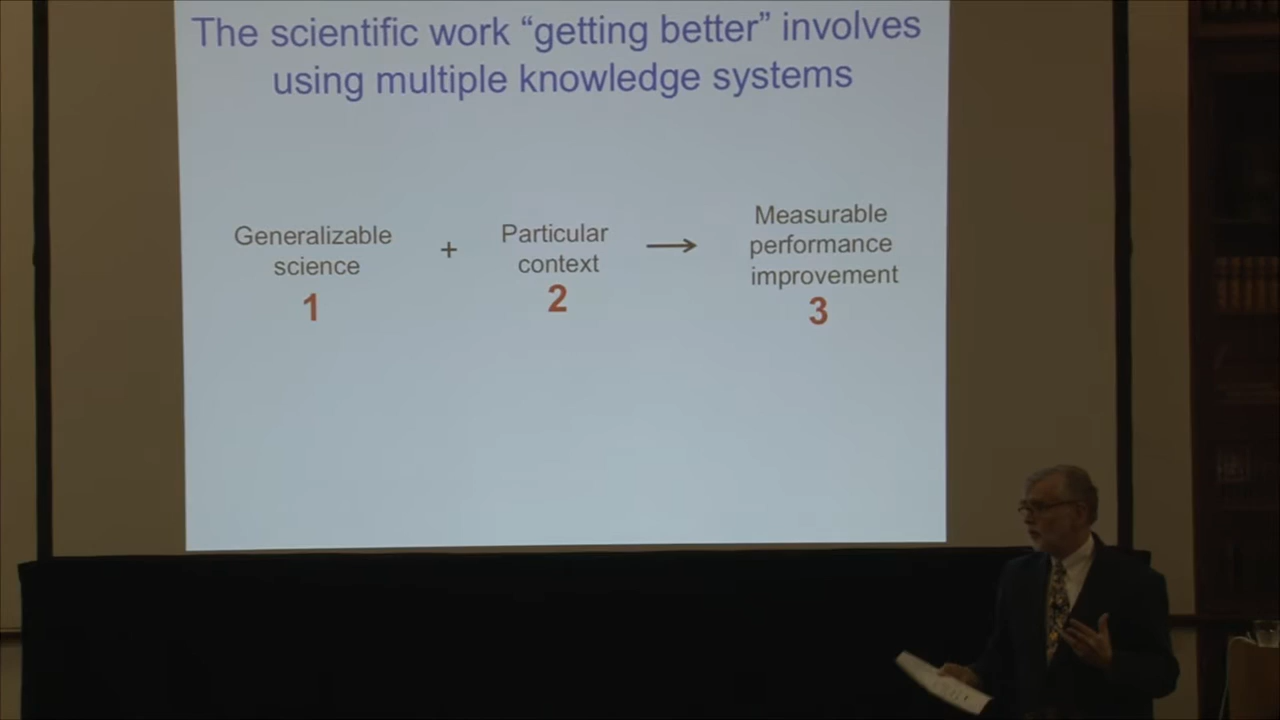 The scientific work “getting better” involves
using multiple knowledge systems
Generalizable
science
1
+
Particular
context
2
→
Measurable
performance
improvement
3